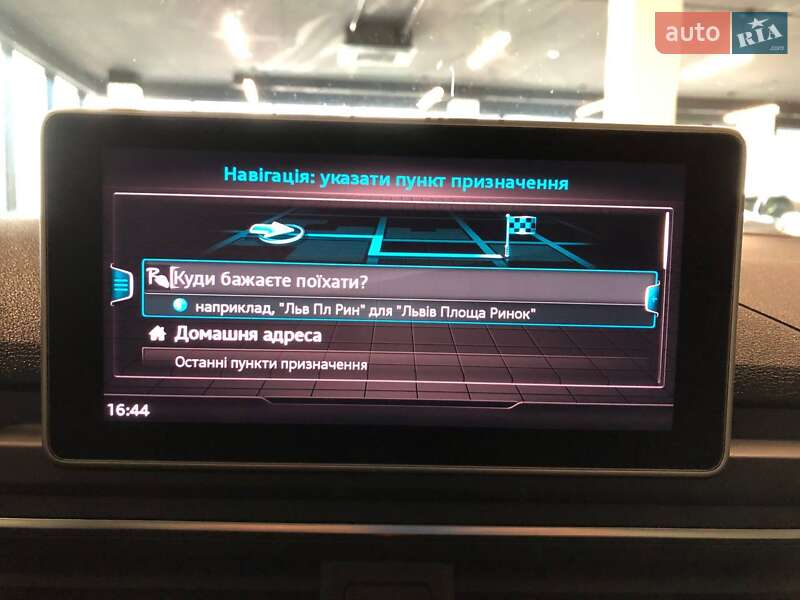 auto RIA
.com
Навігація: указати пункт призначення
Куди бажаєте поїхати?
наприклад, "Льв Пл Рин" для "Львів Площа Ринок"
Домашня адреса
Останні пункти призначення
16:44